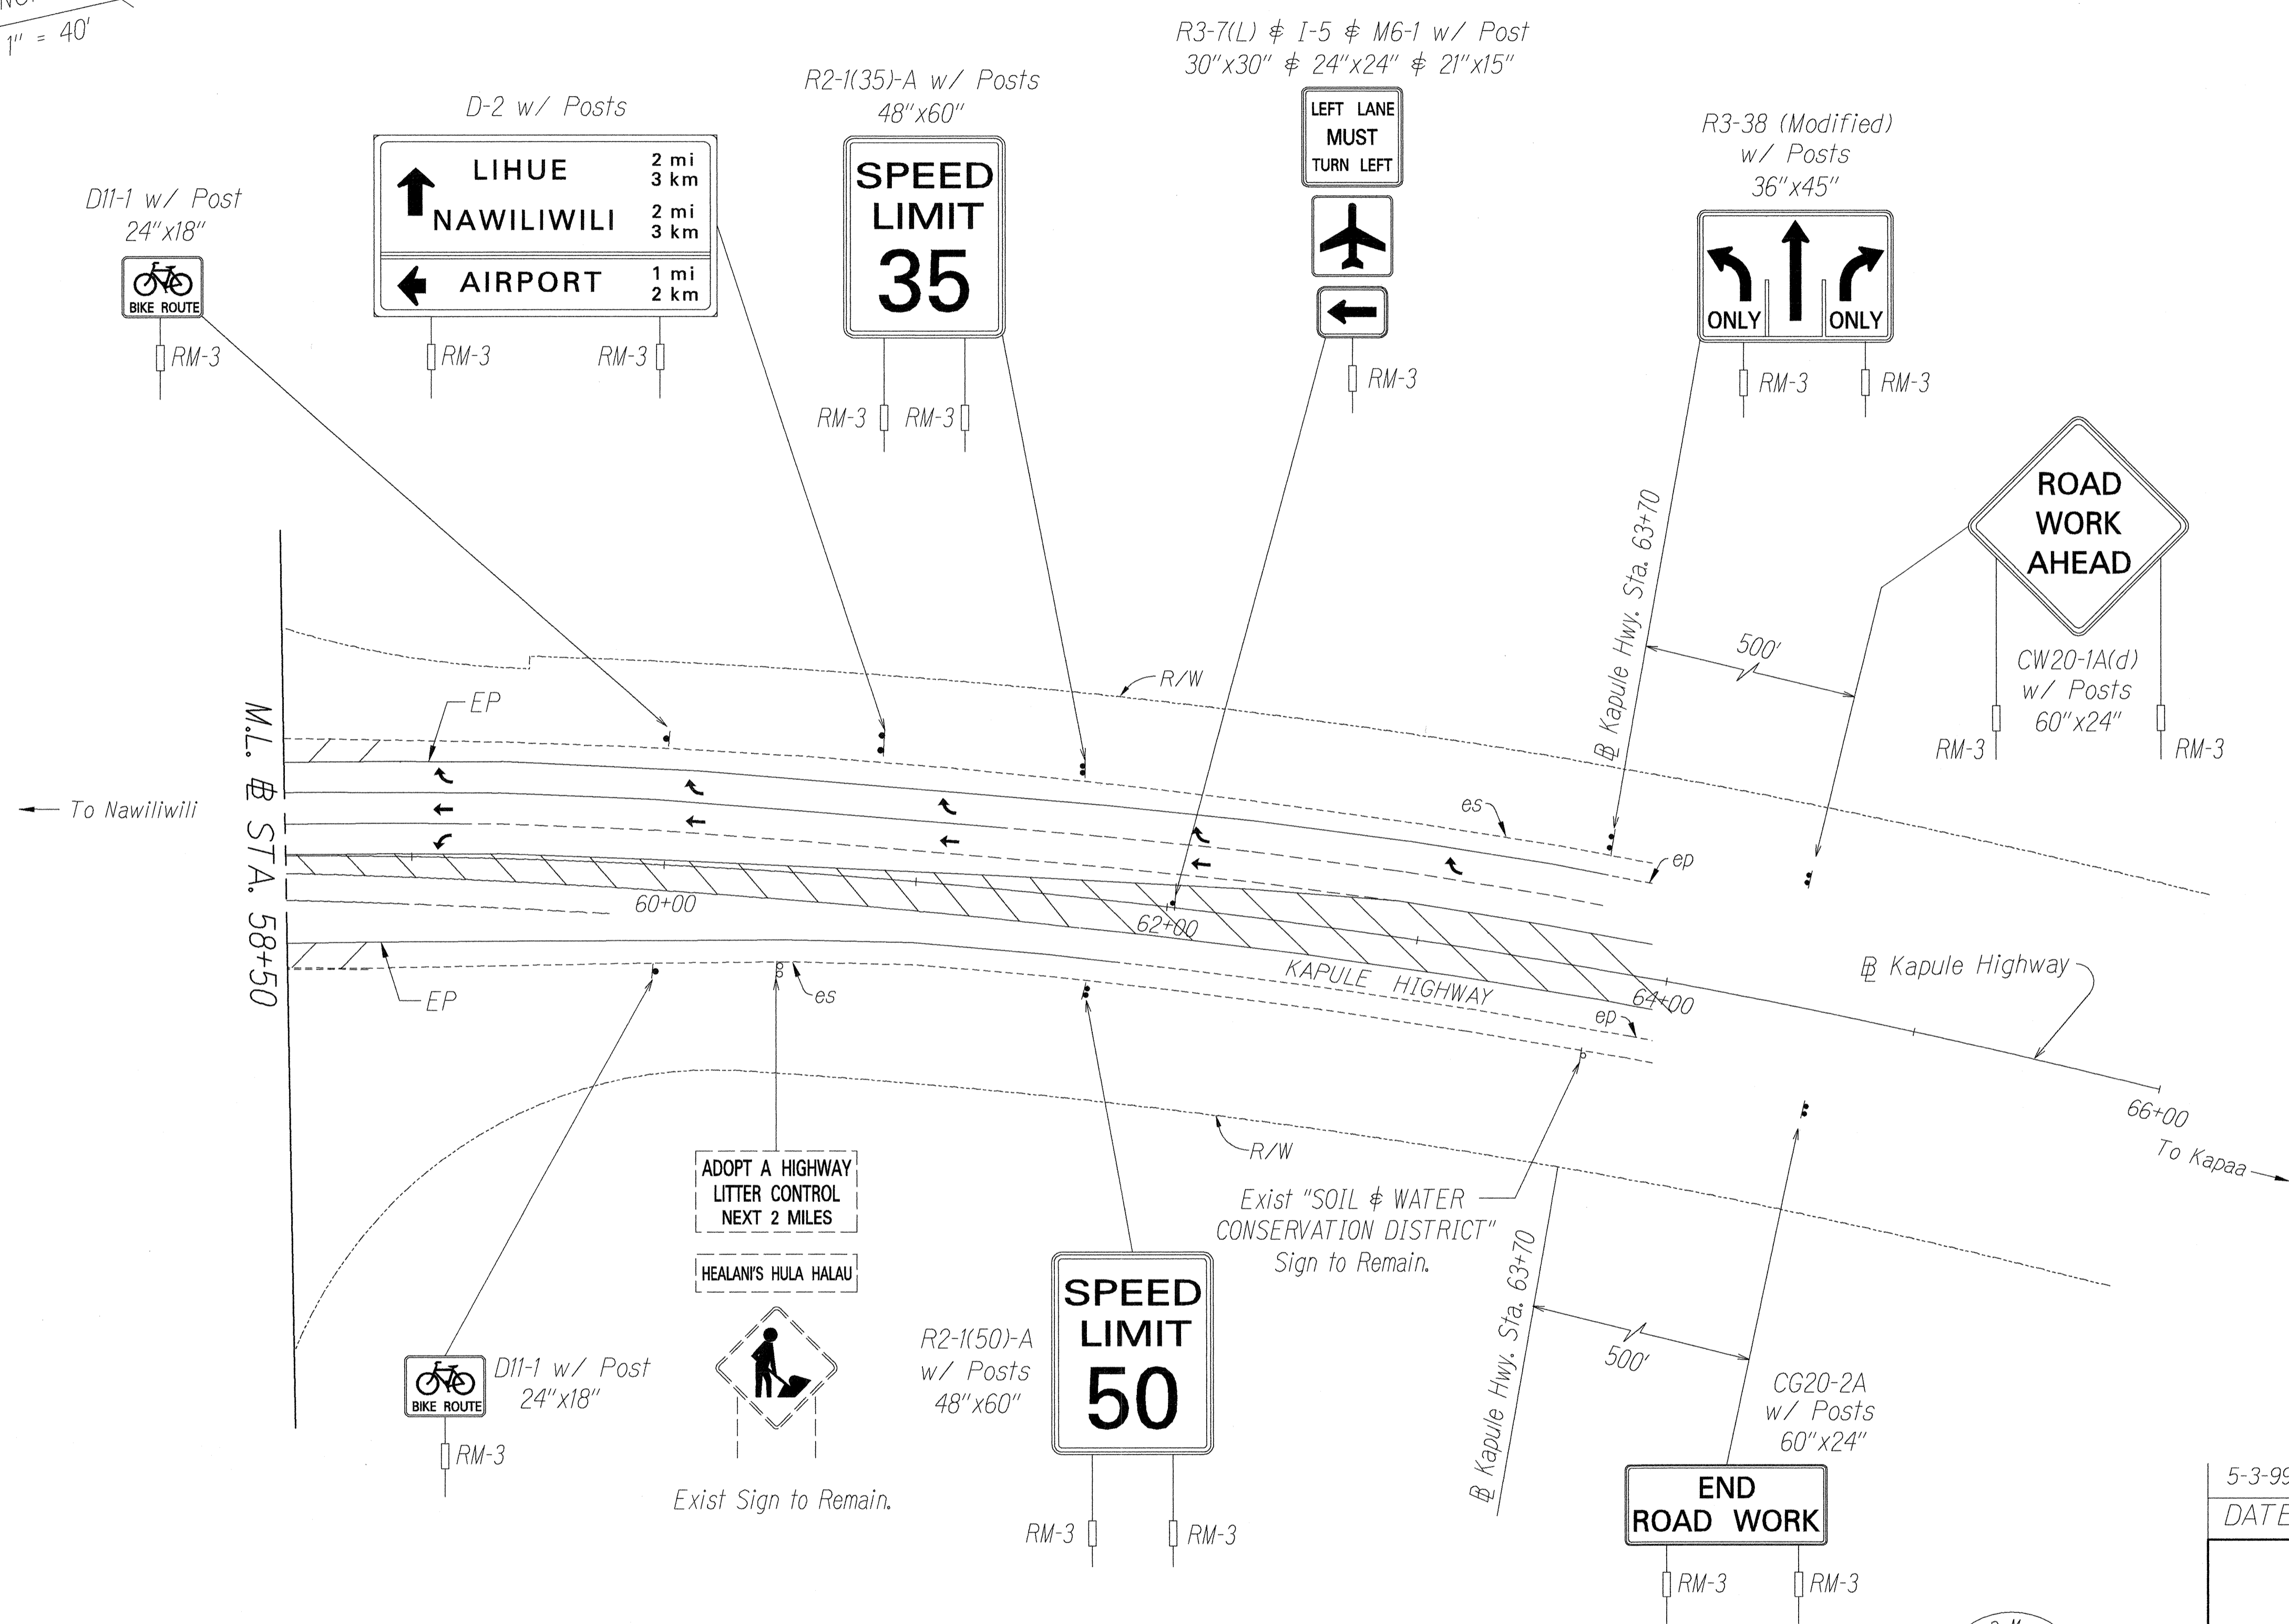 1" = 40'
R3-7(L) & I-5 & M6-1 w/ Post
30"x30" & 24"x24" & 21"x15"
LEFT LANE
MUST
TURN LEFT
RM-3
R2-1(35)-A w/ Posts
48"x60"
SPEED
LIMIT
35
RM-3 RM-3
D-2 w/ Posts
LIHUE 2 mi
3 km
NAWILIWILI 2 mi
3 km
AIRPORT 1 mi
2 km
RM-3 RM-3
D11-1 w/ Post
24"x18"
BIKE ROUTE
RM-3
R3-38 (Modified)
w/ Posts
36"x45"
ONLY ONLY
RM-3 RM-3
ROAD
WORK
AHEAD
CW20-1A(d)
w/ Posts
60"x24"
RM-3 RM-3
BL Kapule Hwy. Sta. 63+70
500'
R/W
EP
M.L. BL STA. 58+50
To Nawiliwili
es
ep
60+00
62+00
KAPULE HIGHWAY
64+00
BL Kapule Highway
66+00
To Kapaa
EP
es
ep
R/W
Exist "SOIL & WATER
CONSERVATION DISTRICT"
Sign to Remain.
BL Kapule Hwy. Sta. 63+70
500'
ADOPT A HIGHWAY
LITTER CONTROL
NEXT 2 MILES
HEALANI'S HULA HALAU
Exist Sign to Remain.
D11-1 w/ Post
24"x18"
BIKE ROUTE
RM-3
R2-1(50)-A
w/ Posts
48"x60"
SPEED
LIMIT
50
RM-3 RM-3
CG20-2A
w/ Posts
60"x24"
END
ROAD WORK
RM-3 RM-3
5-3-99
DATE